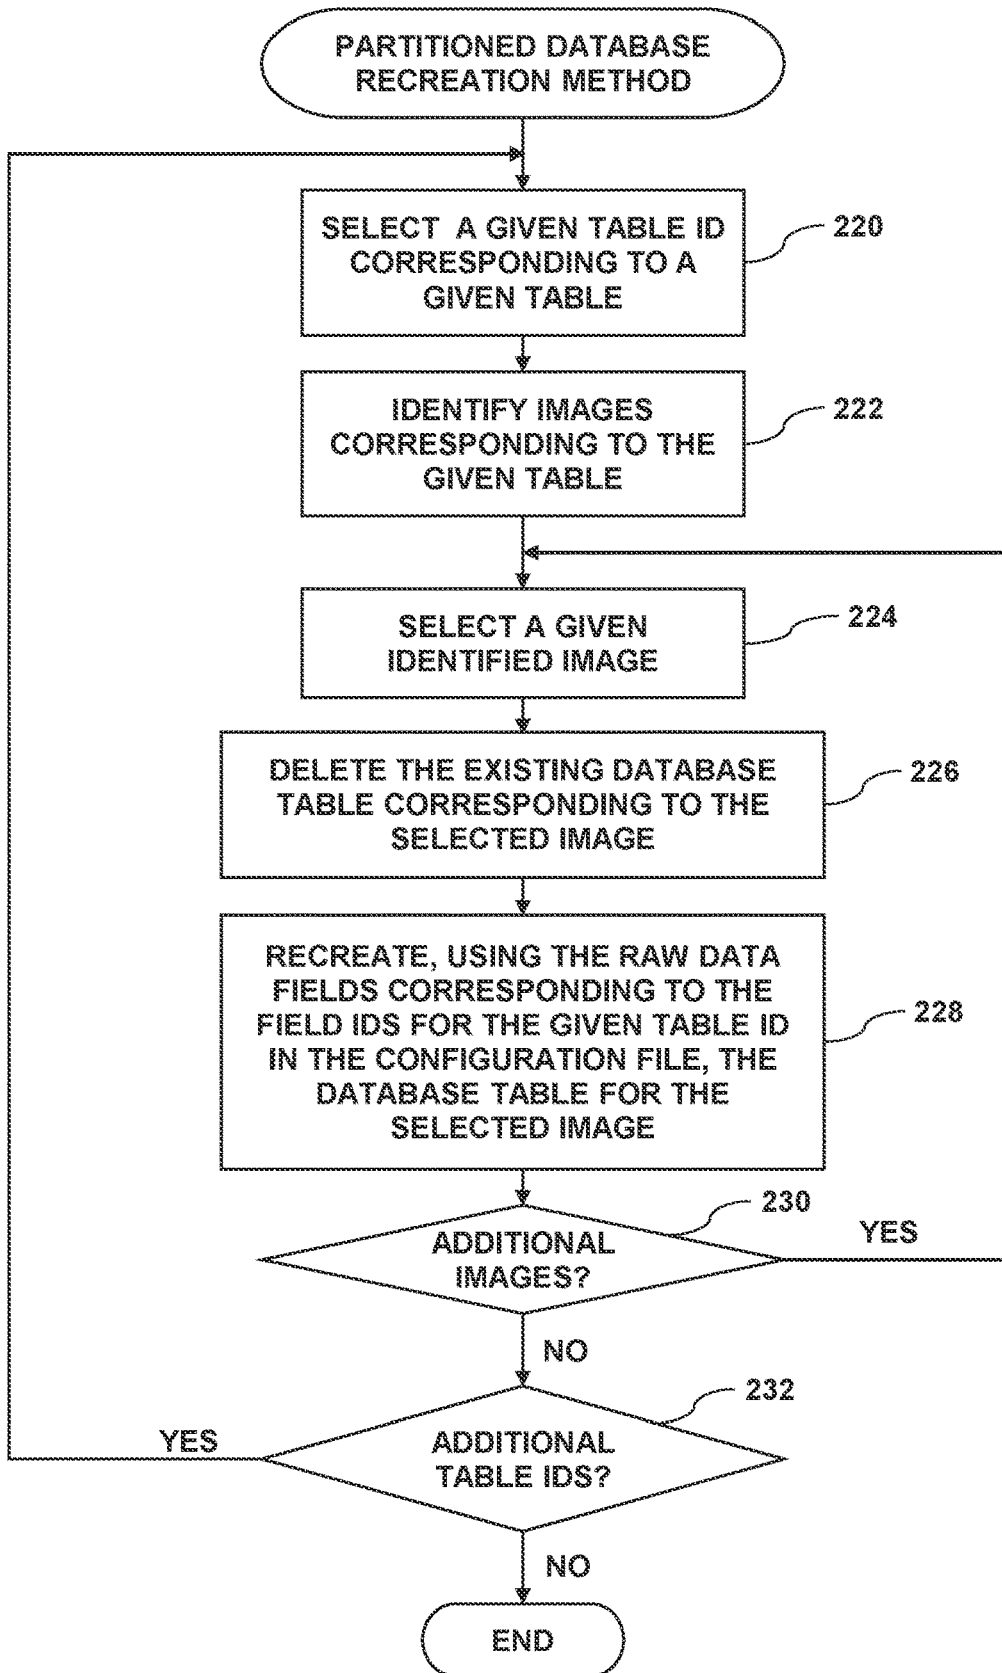 PARTITIONED DATABASE
RECREATION METHOD
SELECT A GIVEN TABLE ID
CORRESPONDING TO A
GIVEN TABLE
220
IDENTIFY IMAGES
CORRESPONDING TO THE
GIVEN TABLE
222
SELECT A GIVEN
IDENTIFIED IMAGE
224
DELETE THE EXISTING DATABASE
TABLE CORRESPONDING TO THE
SELECTED IMAGE
226
RECREATE, USING THE RAW DATA
FIELDS CORRESPONDING TO THE
FIELD IDS FOR THE GIVEN TABLE ID
IN THE CONFIGURATION FILE, THE
DATABASE TABLE FOR THE
SELECTED IMAGE
228
230
ADDITIONAL
IMAGES?
YES
NO
232
YES
ADDITIONAL
TABLE IDS?
NO
END